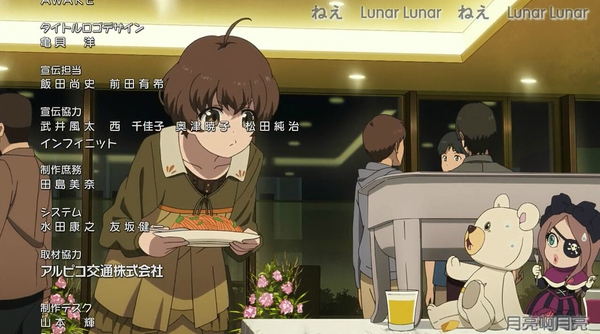 AWAKE
ねえ Lunar Lunar ねえ Lunar Lunar
タイトルロゴデザイン
亀貝 洋
宣伝担当
飯田尚史 前田有希
宣伝協力
武井風太 西 千佳子 奥津暁子 松田純治
インフィニット
制作庶務
田島美奈
システム
水田康之 友坂健一
取材協力
アルピコ交通株式会社
制作デスク
山本 輝
月亮啊月亮